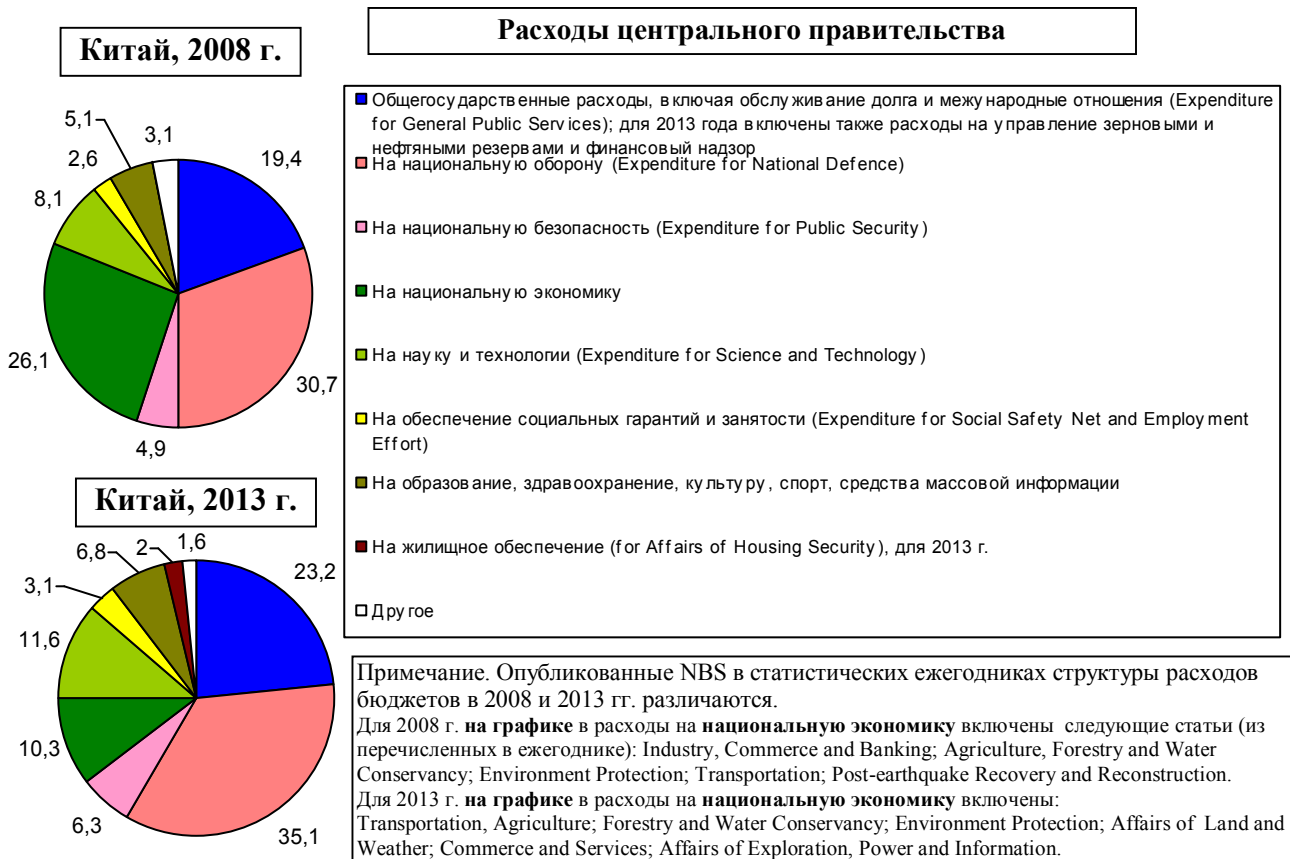 Расходы центрального правительства
Китай, 2008 г.
5,1
3,1
2,6
19,4
8,1
26,1
30,7
4,9
Китай, 2013 г.
6,8
2
1,6
3,1
23,2
11,6
10,3
6,3
35,1
Общегосударственные расходы, включая обслуживание долга и международные отношения (Expenditure
for General Public Services); для 2013 года включены также расходы на управление зерновыми и
нефтяными резервами и финансовый надзор
На национальную оборону (Expenditure for National Defence)
На национальную безопасность (Expenditure for Public Security)
На национальную экономику
На науку и технологии (Expenditure for Science and Technology)
На обеспечение социальных гарантий и занятости (Expenditure for Social Safety Net and Employment
Effort)
На образование, здравоохранение, культуру, спорт, средства массовой информации
На жилищное обеспечение (for Affairs of Housing Security), для 2013 г.
Другое
Примечание. Опубликованные NBS в статистических ежегодниках структуры расходов
бюджетов в 2008 и 2013 гг. различаются.
Для 2008 г. на графике в расходы на национальную экономику включены следующие статьи (из
перечисленных в ежегоднике): Industry, Commerce and Banking; Agriculture, Forestry and Water
Conservancy; Environment Protection; Transportation; Post-earthquake Recovery and Reconstruction.
Для 2013 г. на графике в расходы на национальную экономику включены:
Transportation, Agriculture; Forestry and Water Conservancy; Environment Protection; Affairs of Land and
Weather; Commerce and Services; Affairs of Exploration, Power and Information.